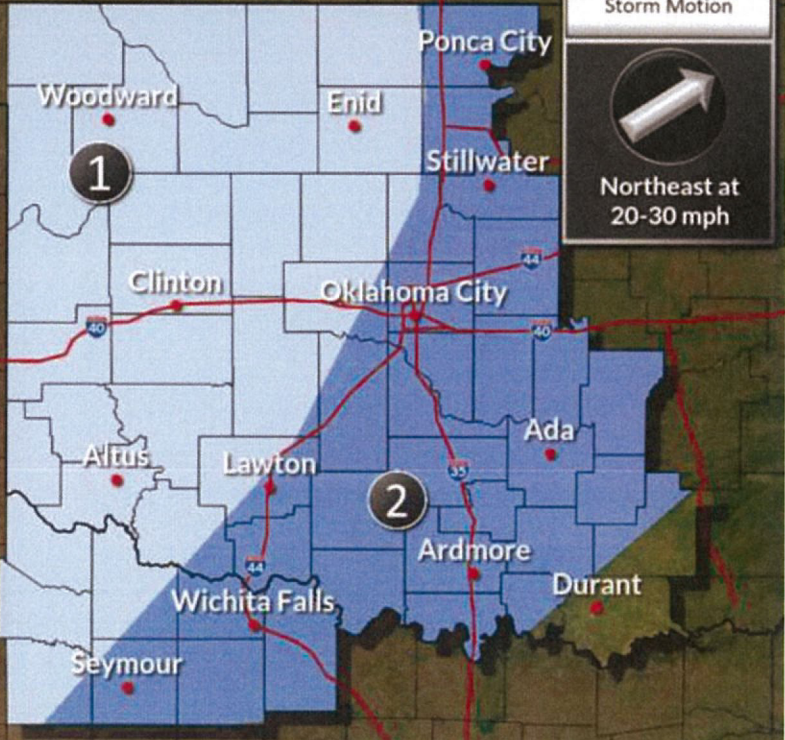 Storm Motion
Northeast at
20-30 mph
Ponca City
Woodward
Enid
1
Stillwater
44
Clinton
Oklahoma City
40
40
Ada
Altus
Lawton
35
2
Ardmore
44
Durant
Wichita Falls
Seymour